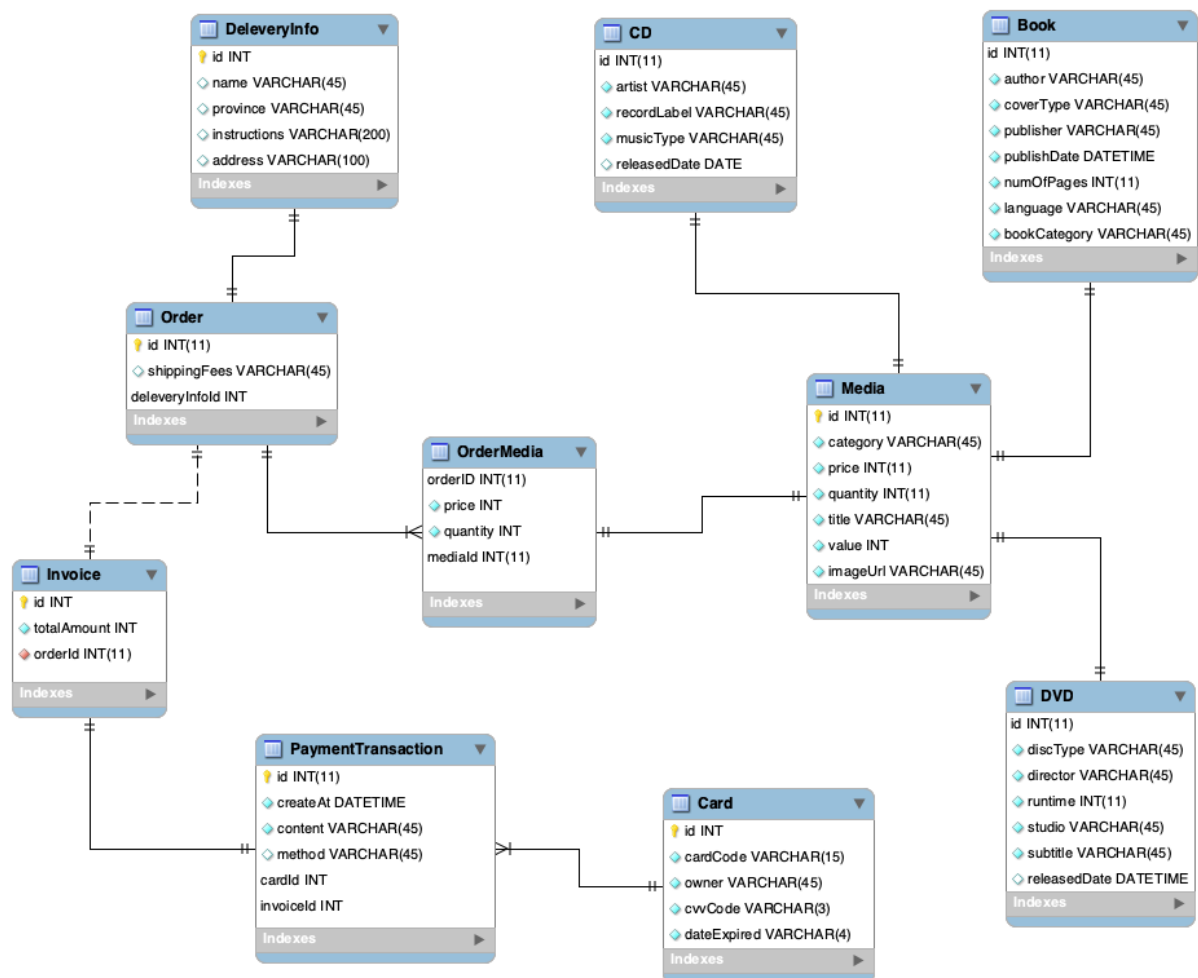 DeleveryInfo
id INT
name VARCHAR(45)
province VARCHAR(45)
instructions VARCHAR(200)
address VARCHAR(100)
Indexes
CD
id INT(11)
artist VARCHAR(45)
recordLabel VARCHAR(45)
musicType VARCHAR(45)
releasedDate DATE
Indexes
Book
id INT(11)
author VARCHAR(45)
coverType VARCHAR(45)
publisher VARCHAR(45)
publishDate DATETIME
numOfPages INT(11)
language VARCHAR(45)
bookCategory VARCHAR(45)
Indexes
Order
id INT(11)
shippingFees VARCHAR(45)
deleveryInfoId INT
Indexes
OrderMedia
orderID INT(11)
price INT
quantity INT
mediaId INT(11)
Indexes
Media
id INT(11)
category VARCHAR(45)
price INT(11)
quantity INT(11)
title VARCHAR(45)
value INT
imageUrl VARCHAR(45)
Indexes
Invoice
id INT
totalAmount INT
orderId INT(11)
Indexes
PaymentTransaction
id INT(11)
createAt DATETIME
content VARCHAR(45)
method VARCHAR(45)
cardId INT
invoiceId INT
Indexes
Card
id INT
cardCode VARCHAR(15)
owner VARCHAR(45)
cvvCode VARCHAR(3)
dateExpired VARCHAR(4)
Indexes
DVD
id INT(11)
discType VARCHAR(45)
director VARCHAR(45)
runtime INT(11)
studio VARCHAR(45)
subtitle VARCHAR(45)
releasedDate DATETIME
Indexes